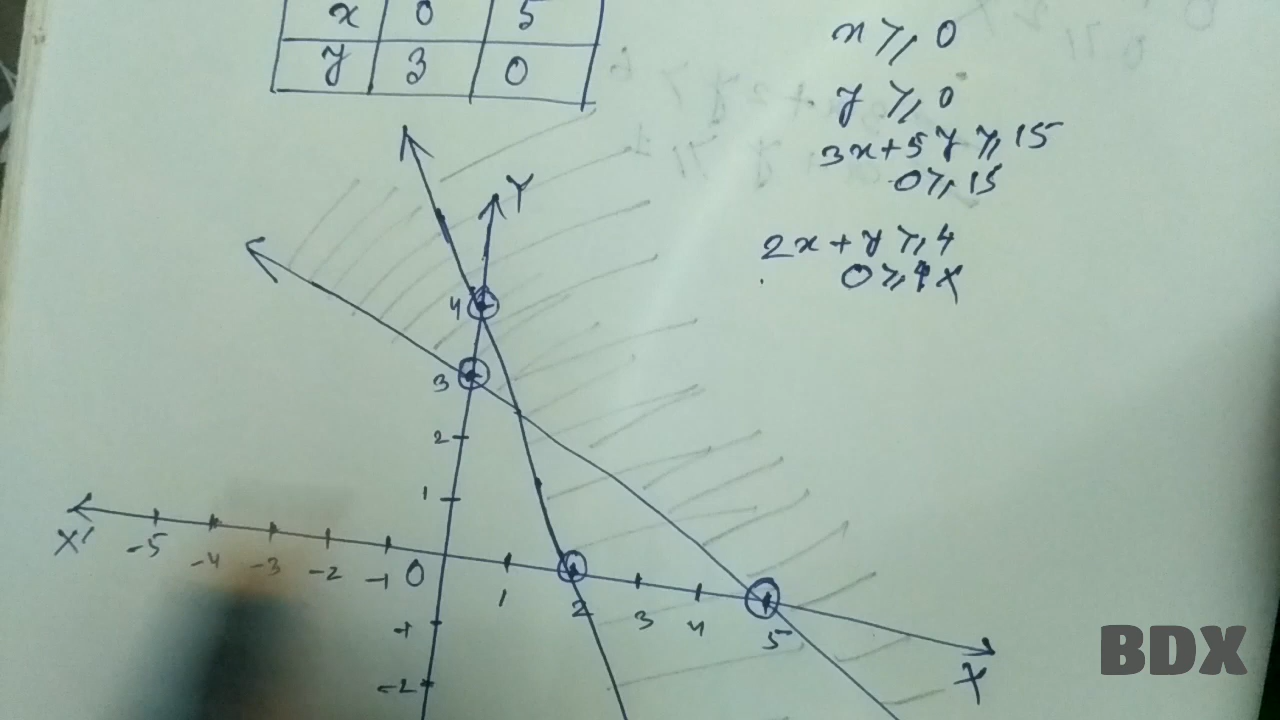 x 0 5
y 3 0
x ⩾ 0
y ⩾ 0
3x+5y ⩾ 15
0 ⩾ 15
2x+y ⩾ 4
0 ⩾ 4 ×
Y
4
3
2
1
X' -5 -4 -3 -2 -1 0 1 2 3 4 5 X
-1
-2
BDX